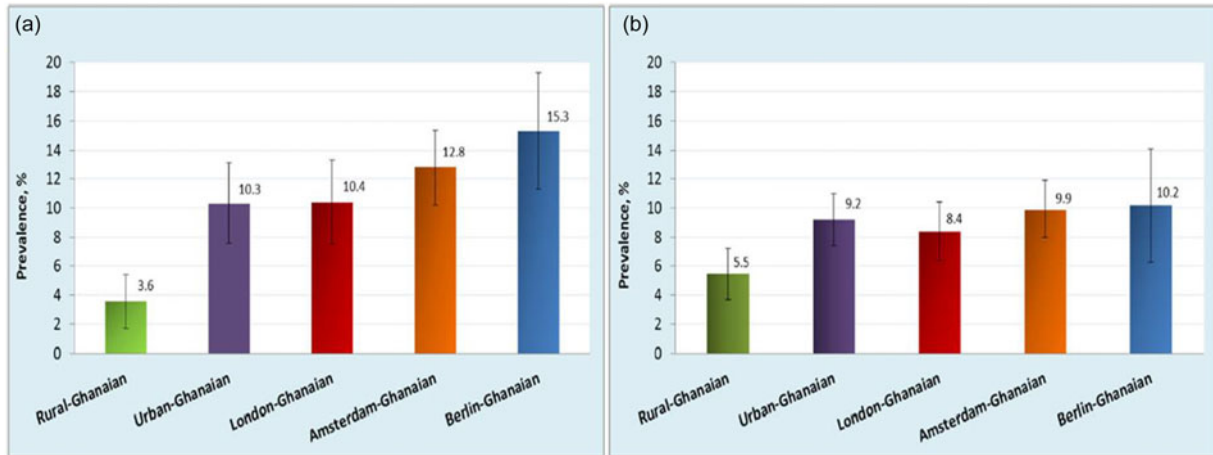 (a)
Prevalence, %
20
18
16
14
12
10
8
6
4
2
0
3.6
10.3
10.4
12.8
15.3
Rural-Ghanaian
Urban-Ghanaian
London-Ghanaian
Amsterdam-Ghanaian
Berlin-Ghanaian
(b)
Prevalence, %
20
18
16
14
12
10
8
6
4
2
0
5.5
9.2
8.4
9.9
10.2
Rural-Ghanaian
Urban-Ghanaian
London-Ghanaian
Amsterdam-Ghanaian
Berlin-Ghanaian